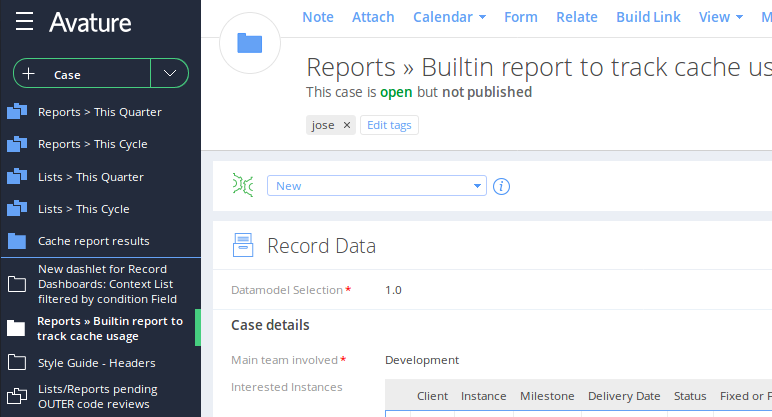 Avature
Case
Reports > This Quarter
Reports > This Cycle
Lists > This Quarter
Lists > This Cycle
Cache report results
New dashlet for Record
Dashboards: Context List
filtered by condition Field
Reports » Builtin report to
track cache usage
Style Guide - Headers
Lists/Reports pending
OUTER code reviews
Note Attach Calendar Form Relate Build Link View
Reports » Builtin report to track cache us
This case is open but not published
jose × Edit tags
New
Record Data
Datamodel Selection * 1.0
Case details
Main team involved * Development
Interested Instances
Client Instance Milestone Delivery Date Status Fixed or